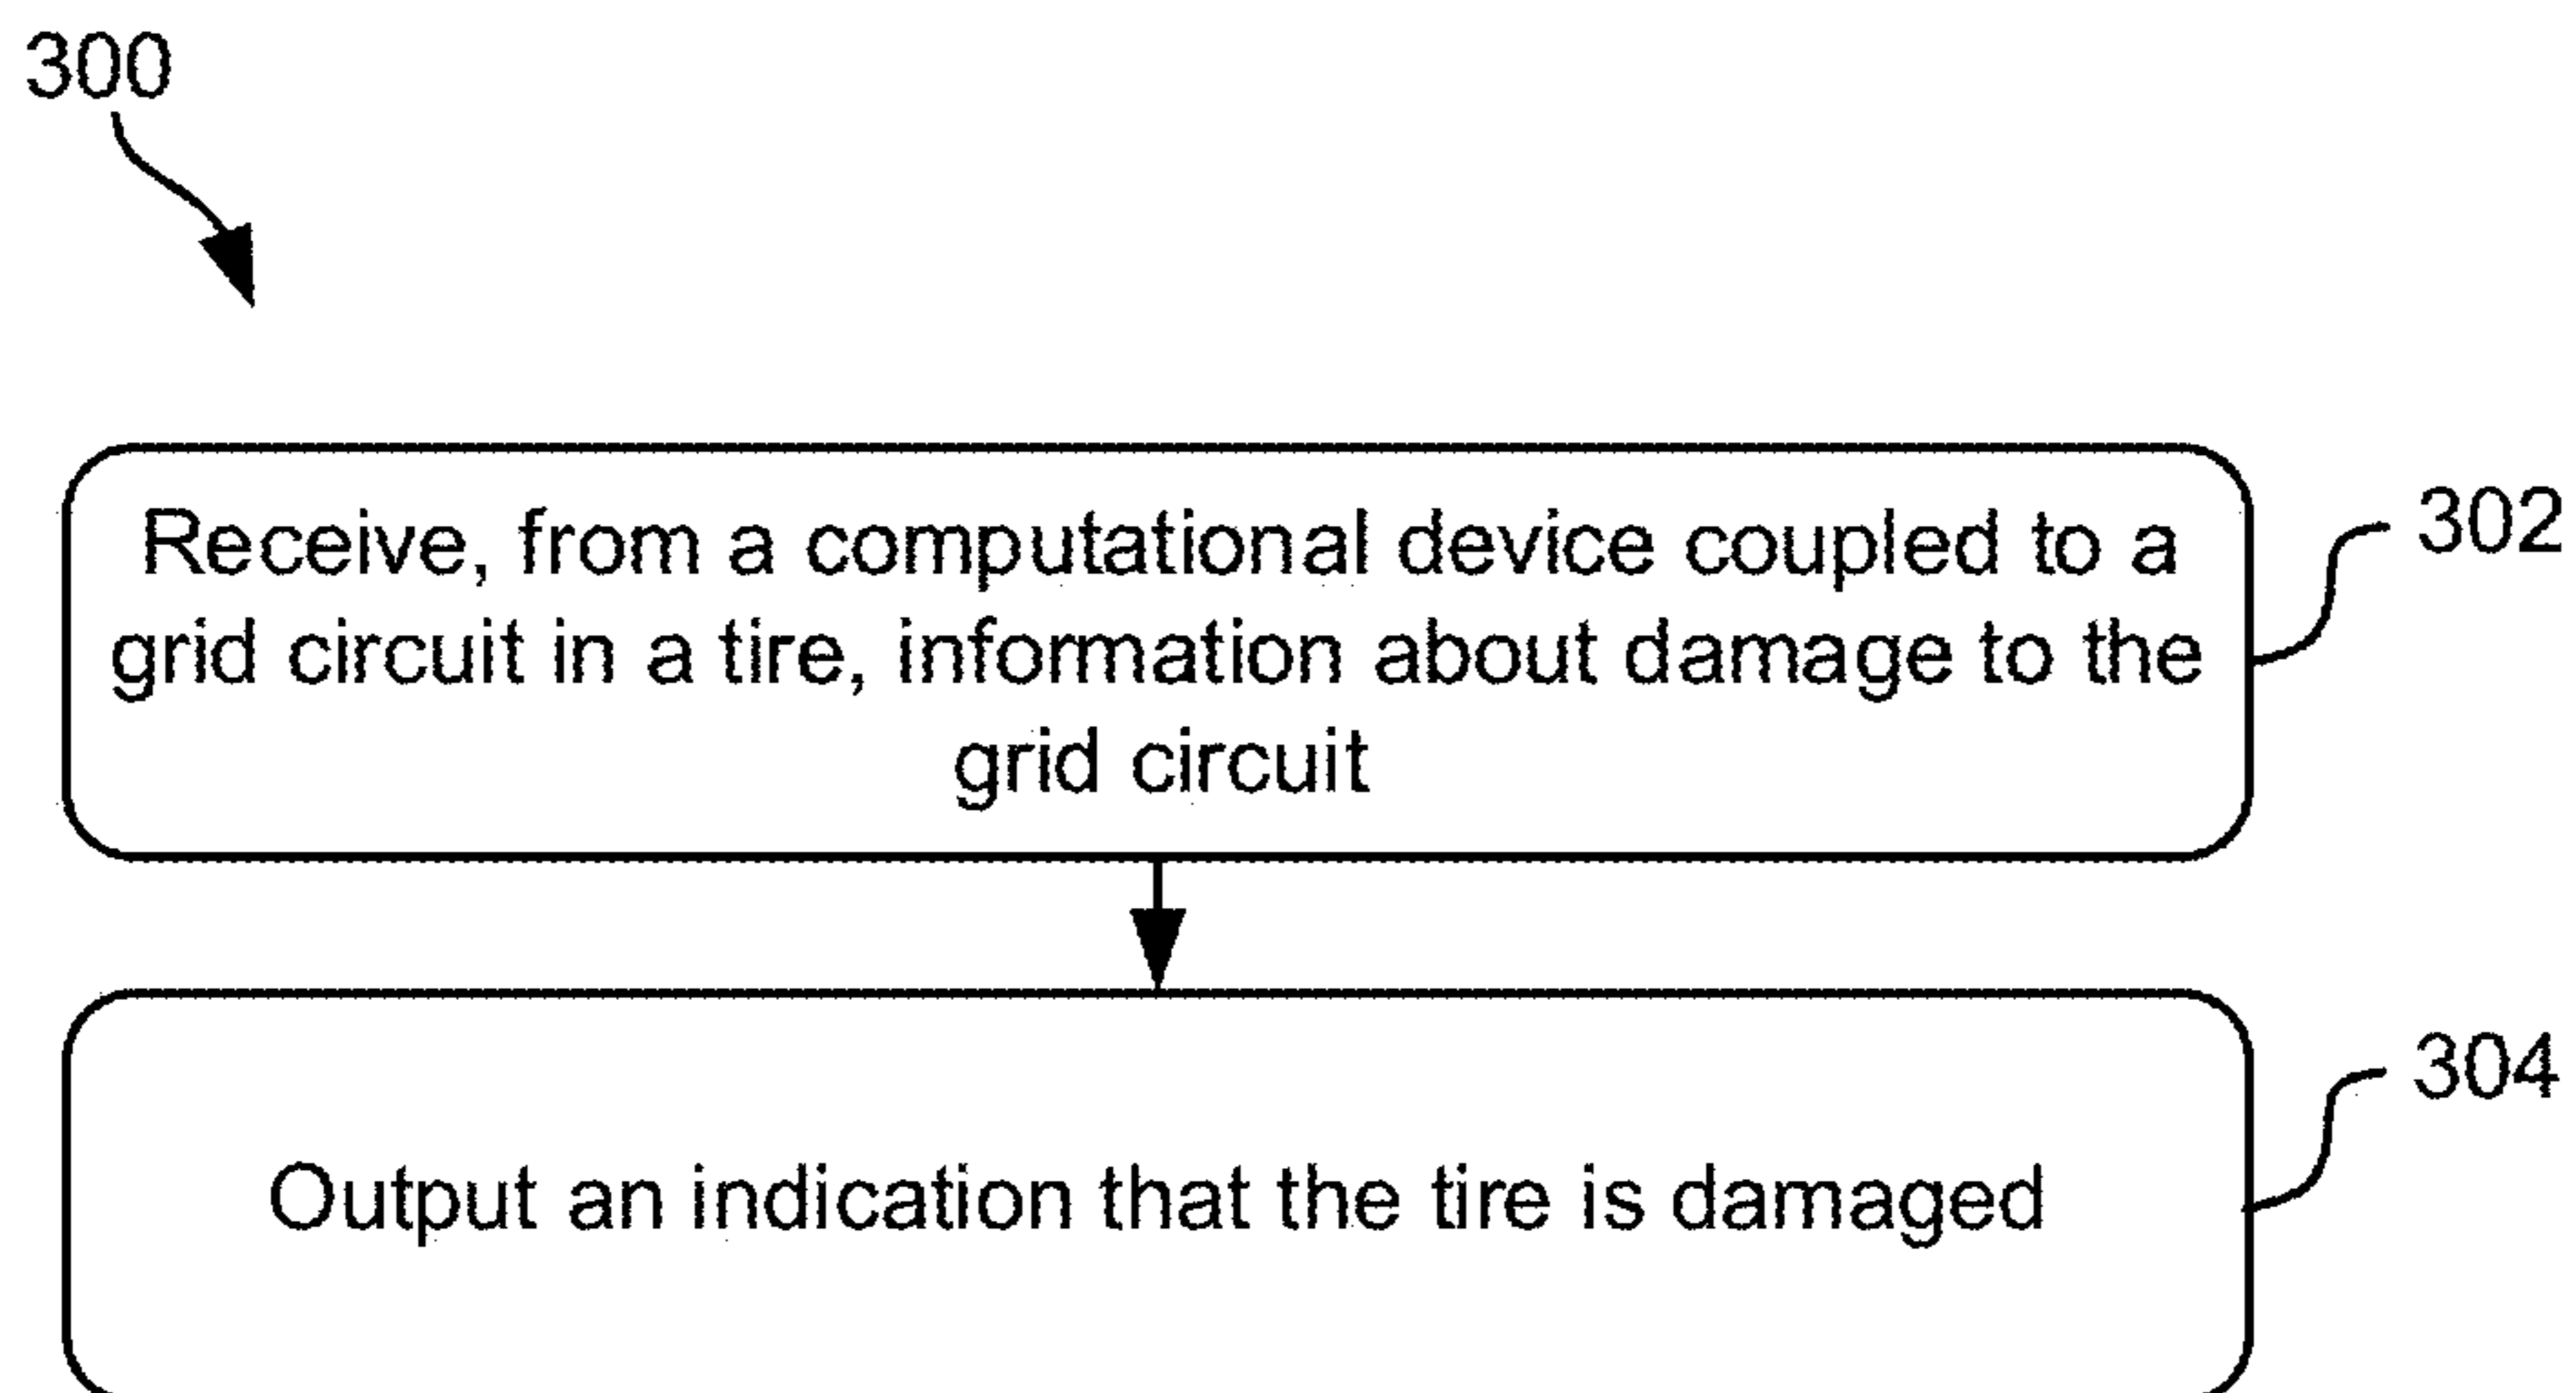 300
Receive, from a computational device coupled to a
grid circuit in a tire, information about damage to the
grid circuit
302
Output an indication that the tire is damaged
304